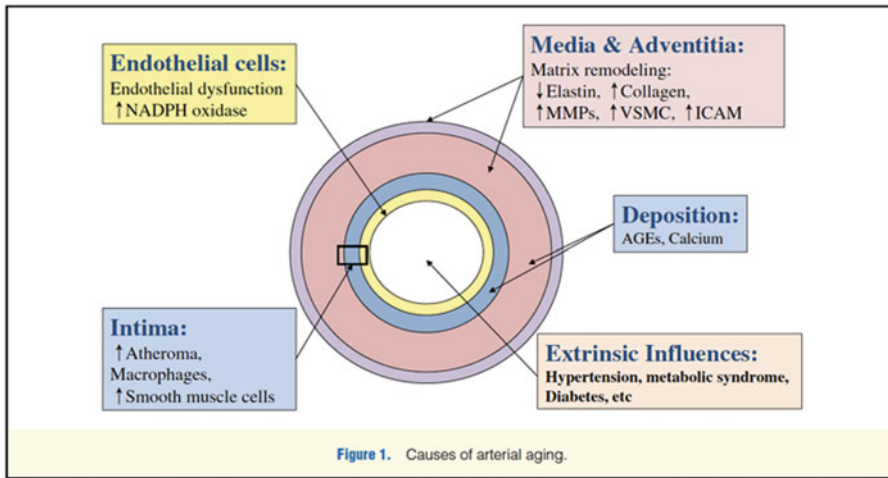 Endothelial cells:
Endothelial dysfunction
↑NADPH oxidase
Media & Adventitia:
Matrix remodeling:
↓Elastin, ↑Collagen,
↑MMPs, ↑VSMC, ↑ICAM
Deposition:
AGEs, Calcium
Intima:
↑Atheroma,
Macrophages,
↑Smooth muscle cells
Extrinsic Influences:
Hypertension, metabolic syndrome,
Diabetes, etc
Figure 1. Causes of arterial aging.